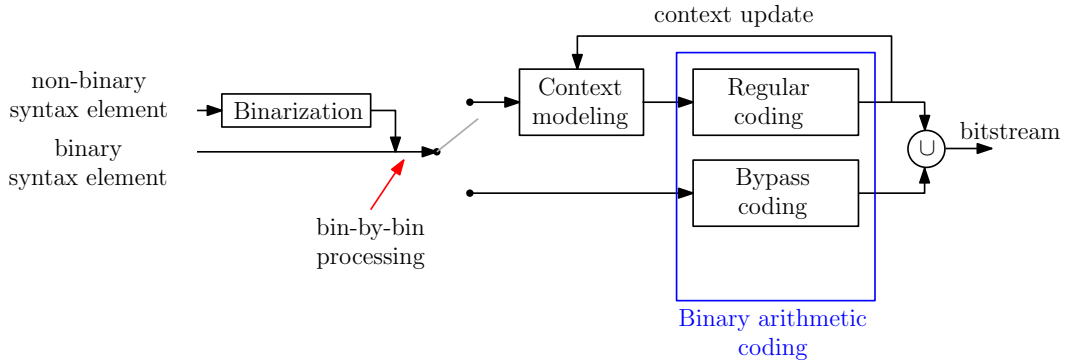 context update
non-binary
syntax element
Binarization
binary
syntax element
bin-by-bin
processing
Context
modeling
Regular
coding
Bypass
coding
∪
bitstream
Binary arithmetic
coding